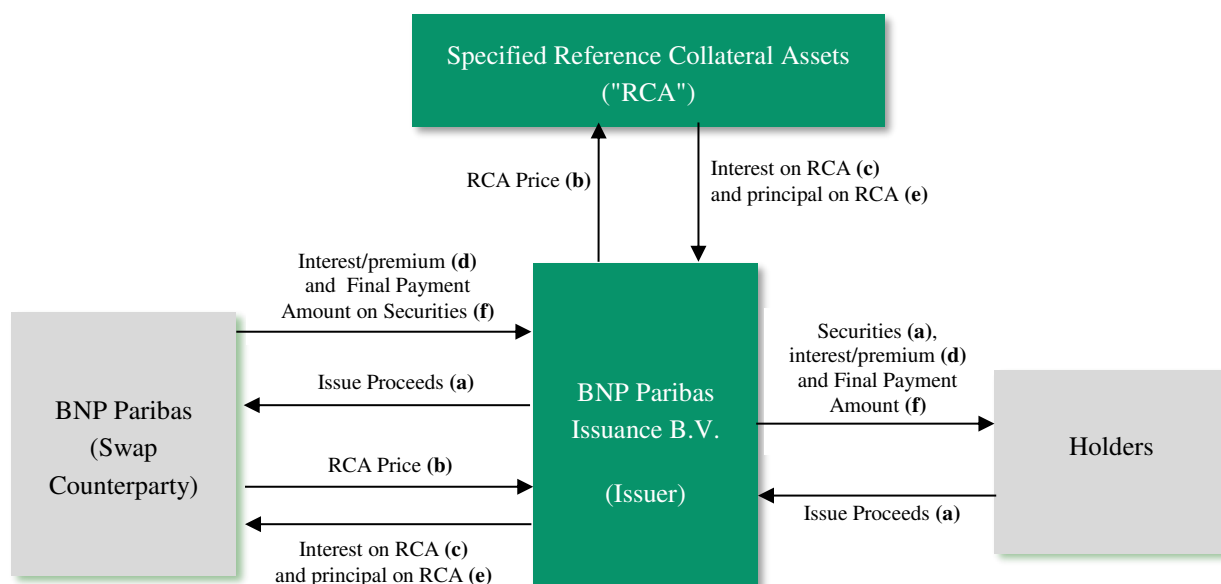 Specified Reference Collateral Assets
("RCA")
RCA Price (b)
Interest on RCA (c)
and principal on RCA (e)
Interest/premium (d)
and Final Payment
Amount on Securities (f)
Issue Proceeds (a)
BNP Paribas
(Swap
Counterparty)
RCA Price (b)
Interest on RCA (c)
and principal on RCA (e)
BNP Paribas
Issuance B.V.
(Issuer)
Securities (a),
interest/premium (d)
and Final Payment
Amount (f)
Holders
Issue Proceeds (a)